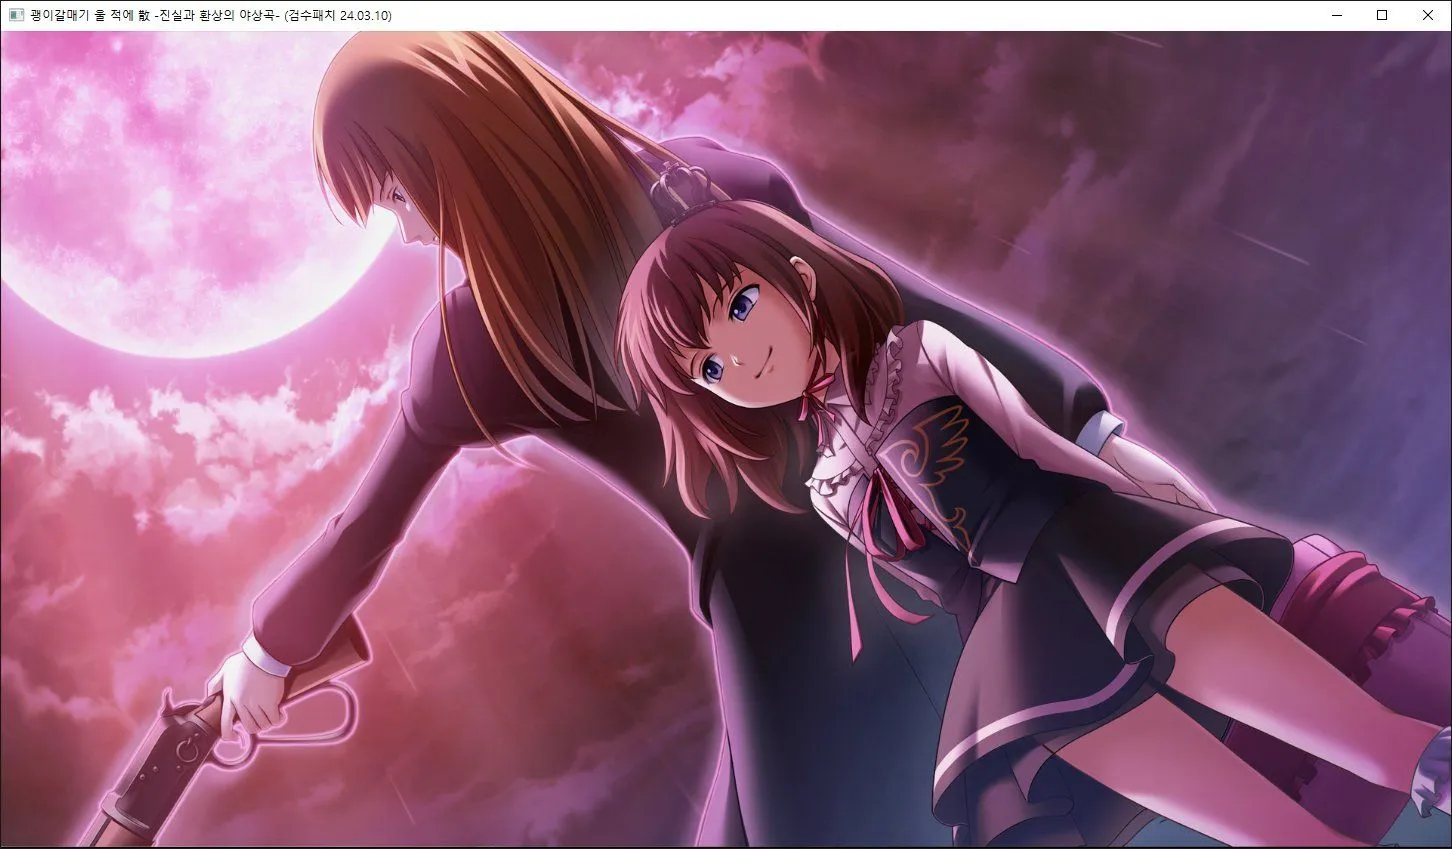 괭이갈매기 울 적에 散 -진실과 환상의 야상곡- (검수패치 24.03.10)